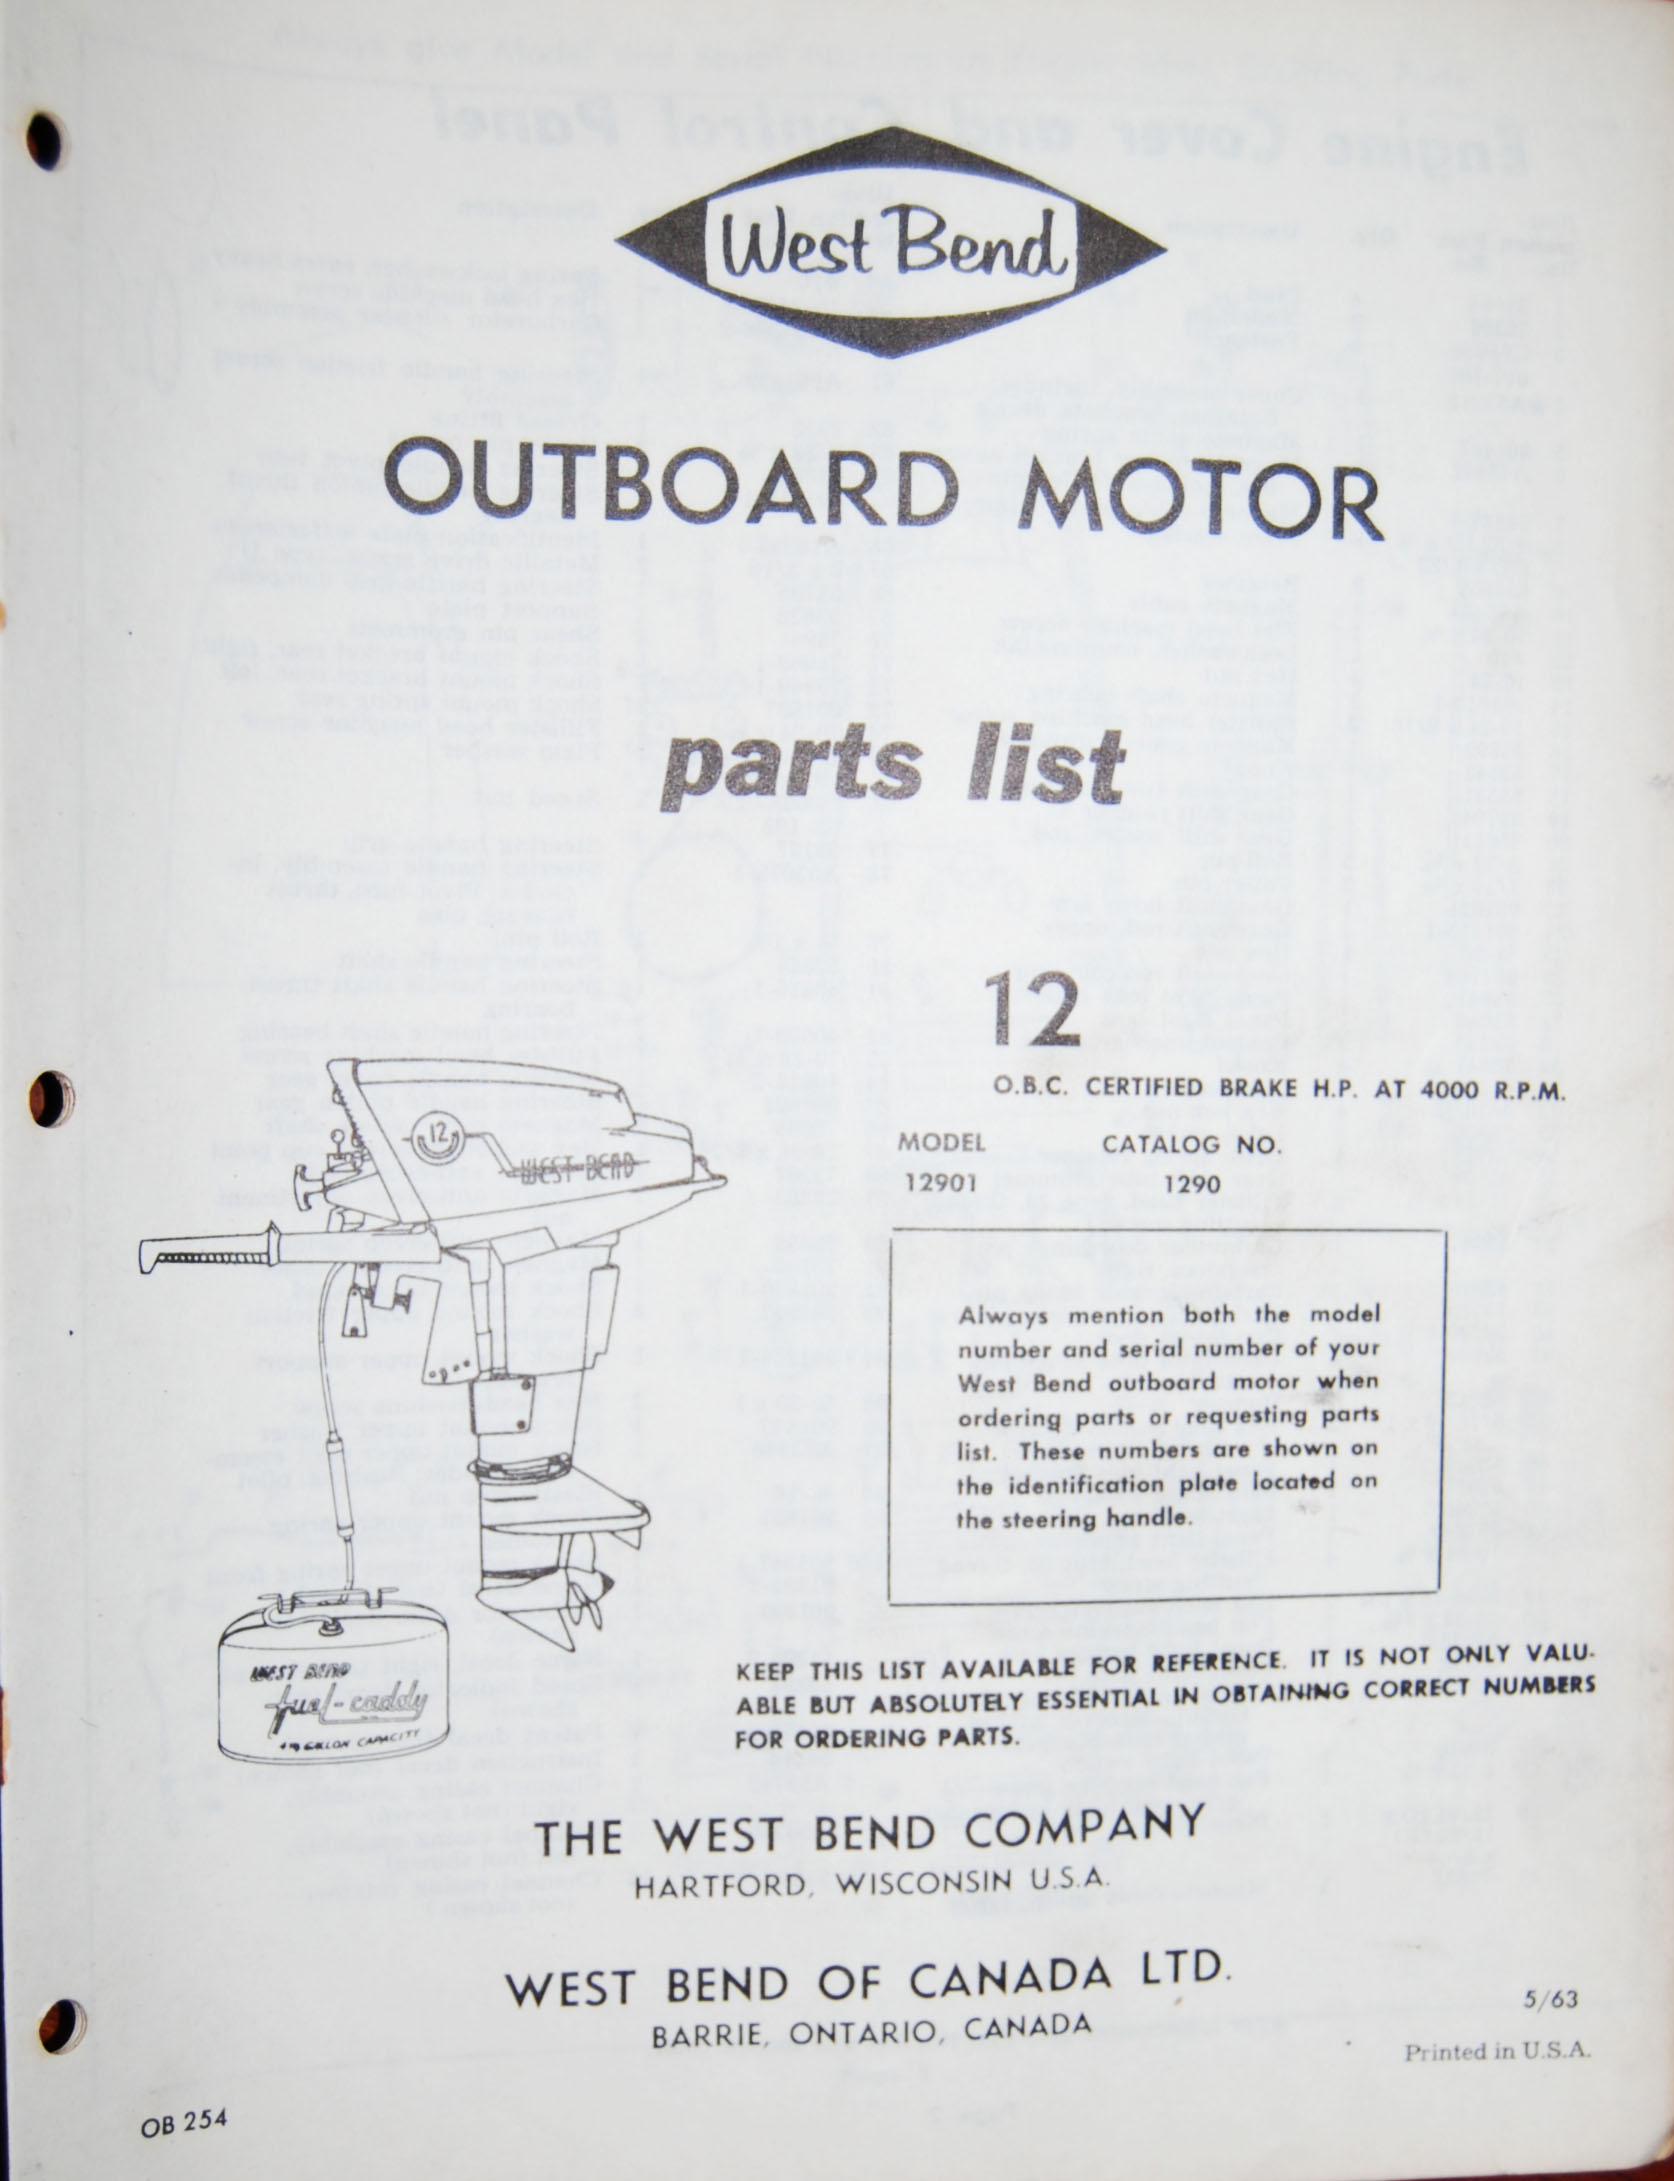 West Bend
OUTBOARD MOTOR
parts list
12
O.B.C. CERTIFIED BRAKE H.P. AT 4000 R.P.M.
MODEL CATALOG NO.
12901 1290
12
WEST-BEND
Always mention both the model
number and serial number of your
West Bend outboard motor when
ordering parts or requesting parts
list. These numbers are shown on
the identification plate located on
the steering handle.
WEST BEND
fuel-caddy
GALLON CAPACITY
KEEP THIS LIST AVAILABLE FOR REFERENCE. IT IS NOT ONLY VALU-
ABLE BUT ABSOLUTELY ESSENTIAL IN OBTAINING CORRECT NUMBERS
FOR ORDERING PARTS.
THE WEST BEND COMPANY
HARTFORD, WISCONSIN U.S.A.
WEST BEND OF CANADA LTD.
BARRIE, ONTARIO, CANADA
5/63
Printed in U.S.A.
OB 254